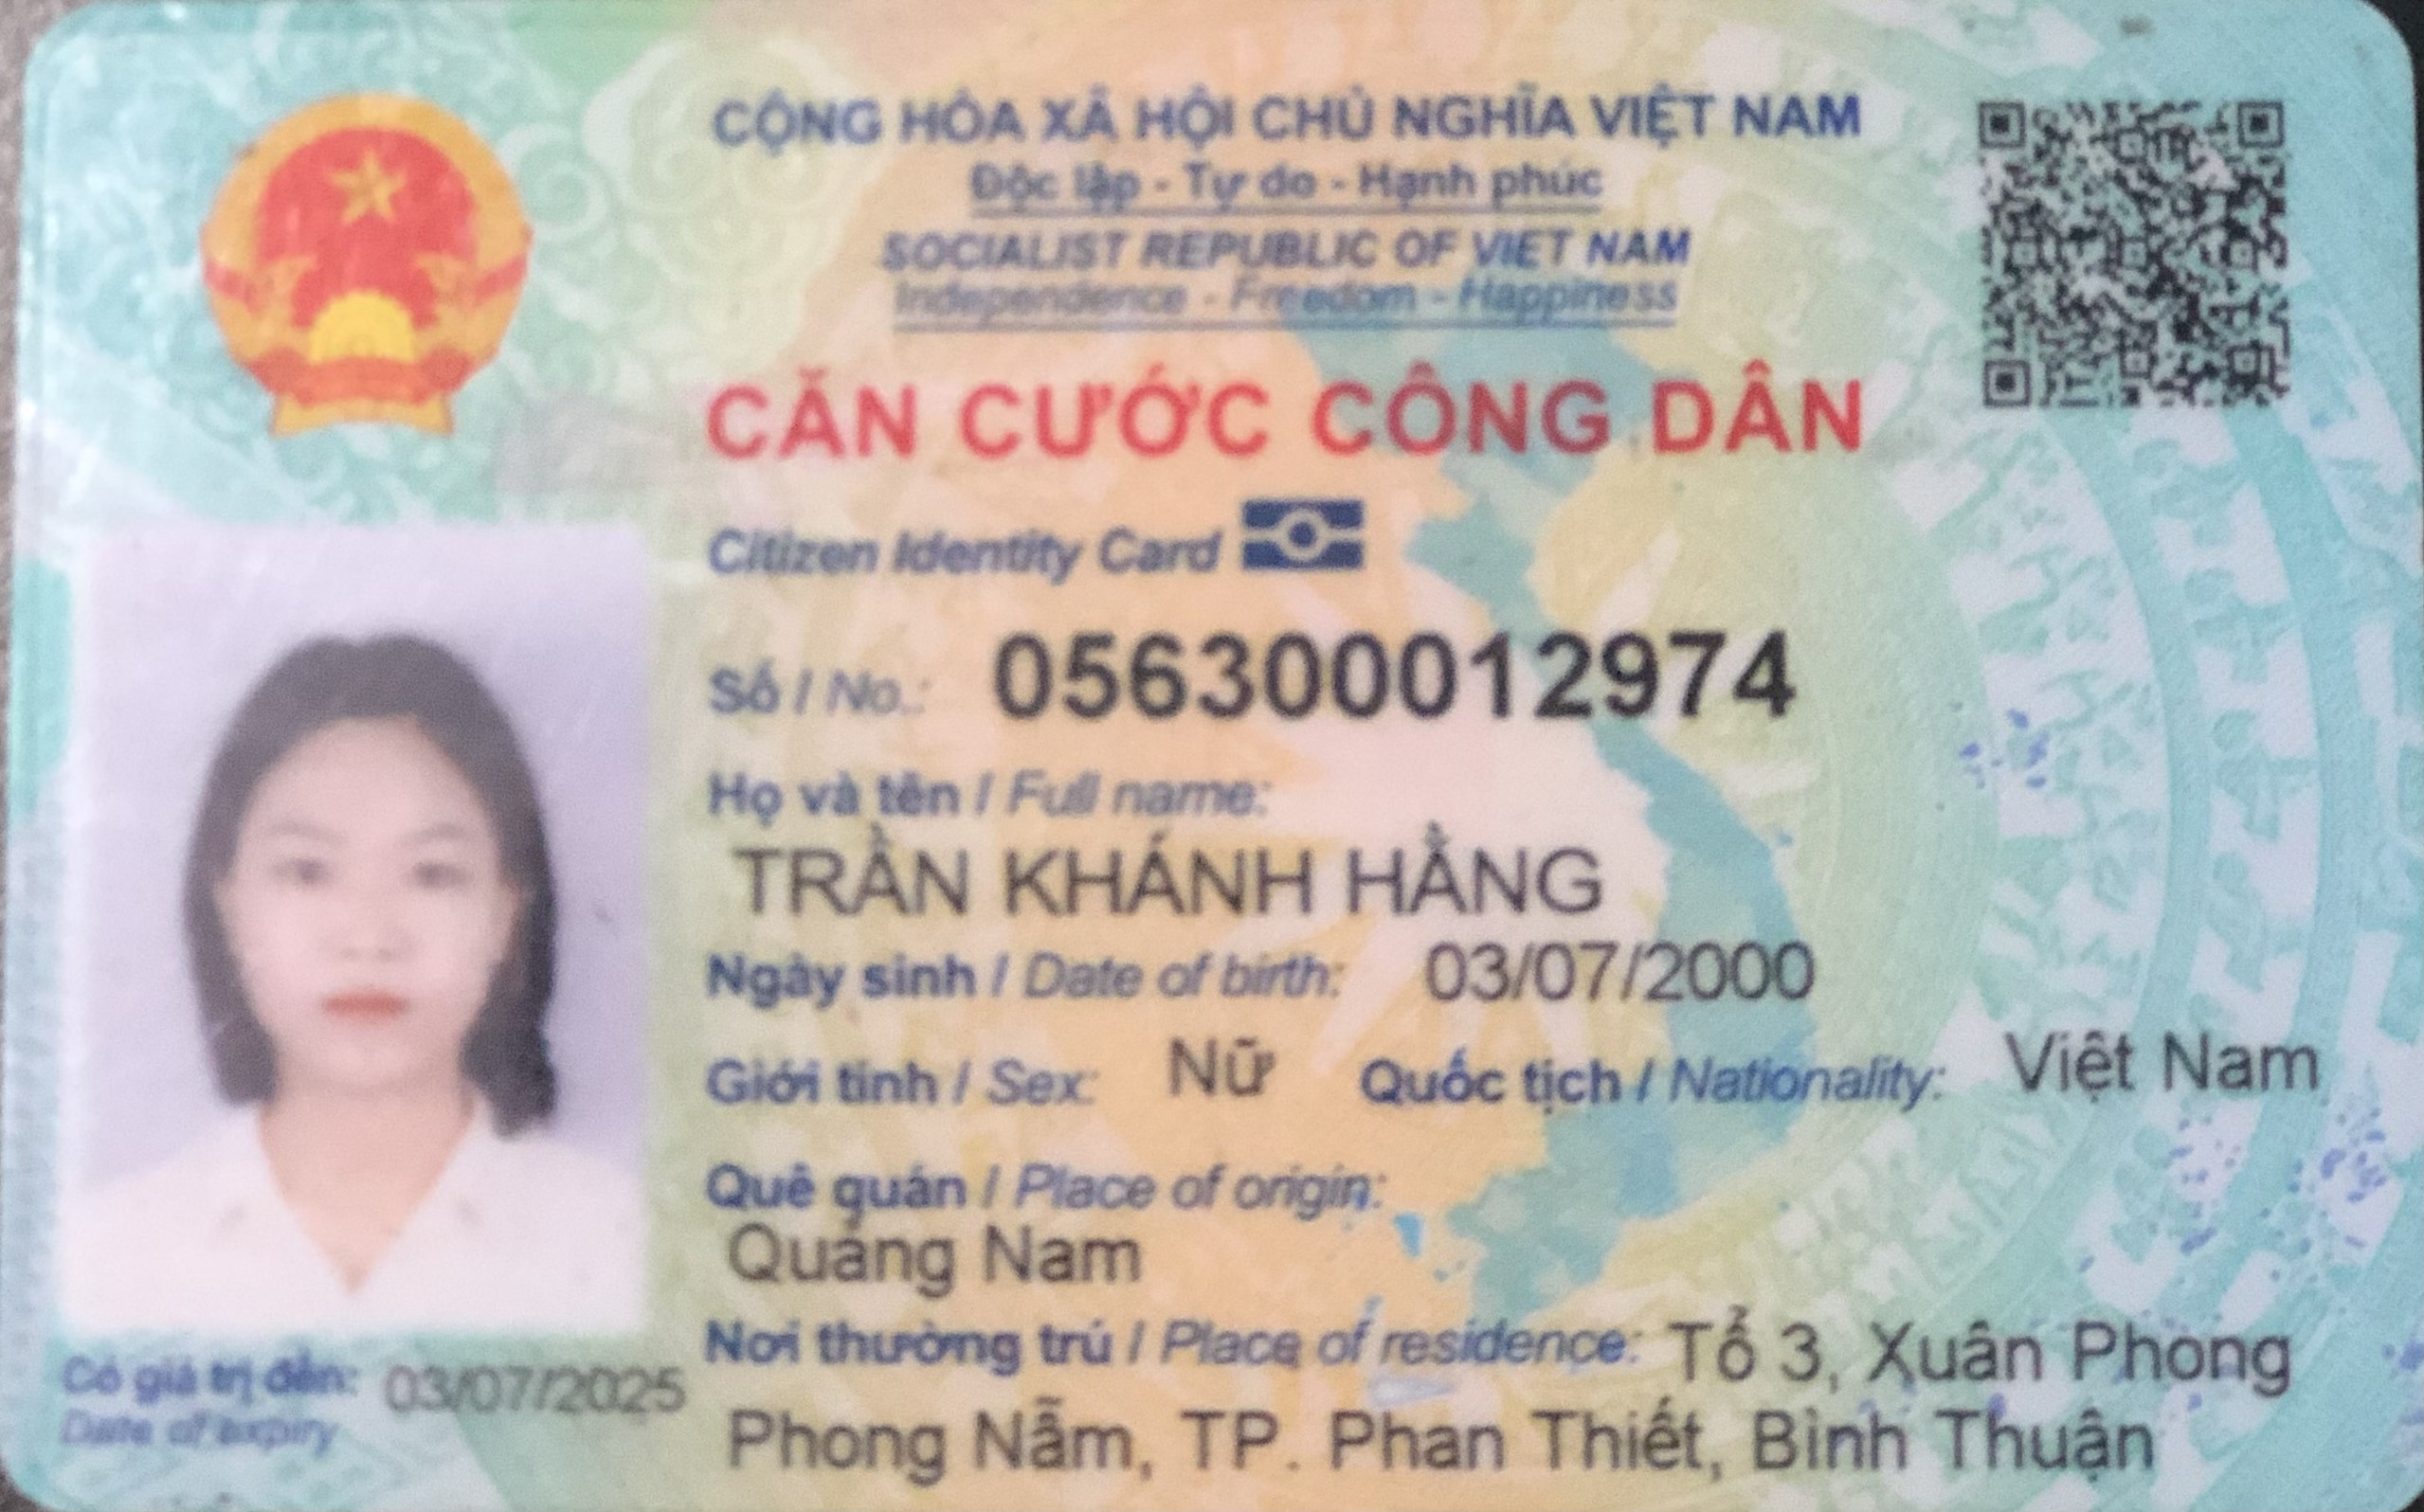 CỘNG HÒA XÃ HỘI CHỦ NGHĨA VIỆT NAM
Độc lập - Tự do - Hạnh phúc
SOCIALIST REPUBLIC OF VIET NAM
Independence - Freedom - Happiness
CĂN CƯỚC CÔNG DÂN
Citizen Identity Card
Số / No.: 056300012974
Họ và tên / Full name:
TRẦN KHÁNH HẰNG
Ngày sinh / Date of birth: 03/07/2000
Giới tính / Sex: Nữ Quốc tịch / Nationality: Việt Nam
Quê quán / Place of origin:
Quảng Nam
Nơi thường trú / Place of residence: Tổ 3, Xuân Phong
Phong Nẫm, TP. Phan Thiết, Bình Thuận
Có giá trị đến: 03/07/2025
Date of expiry